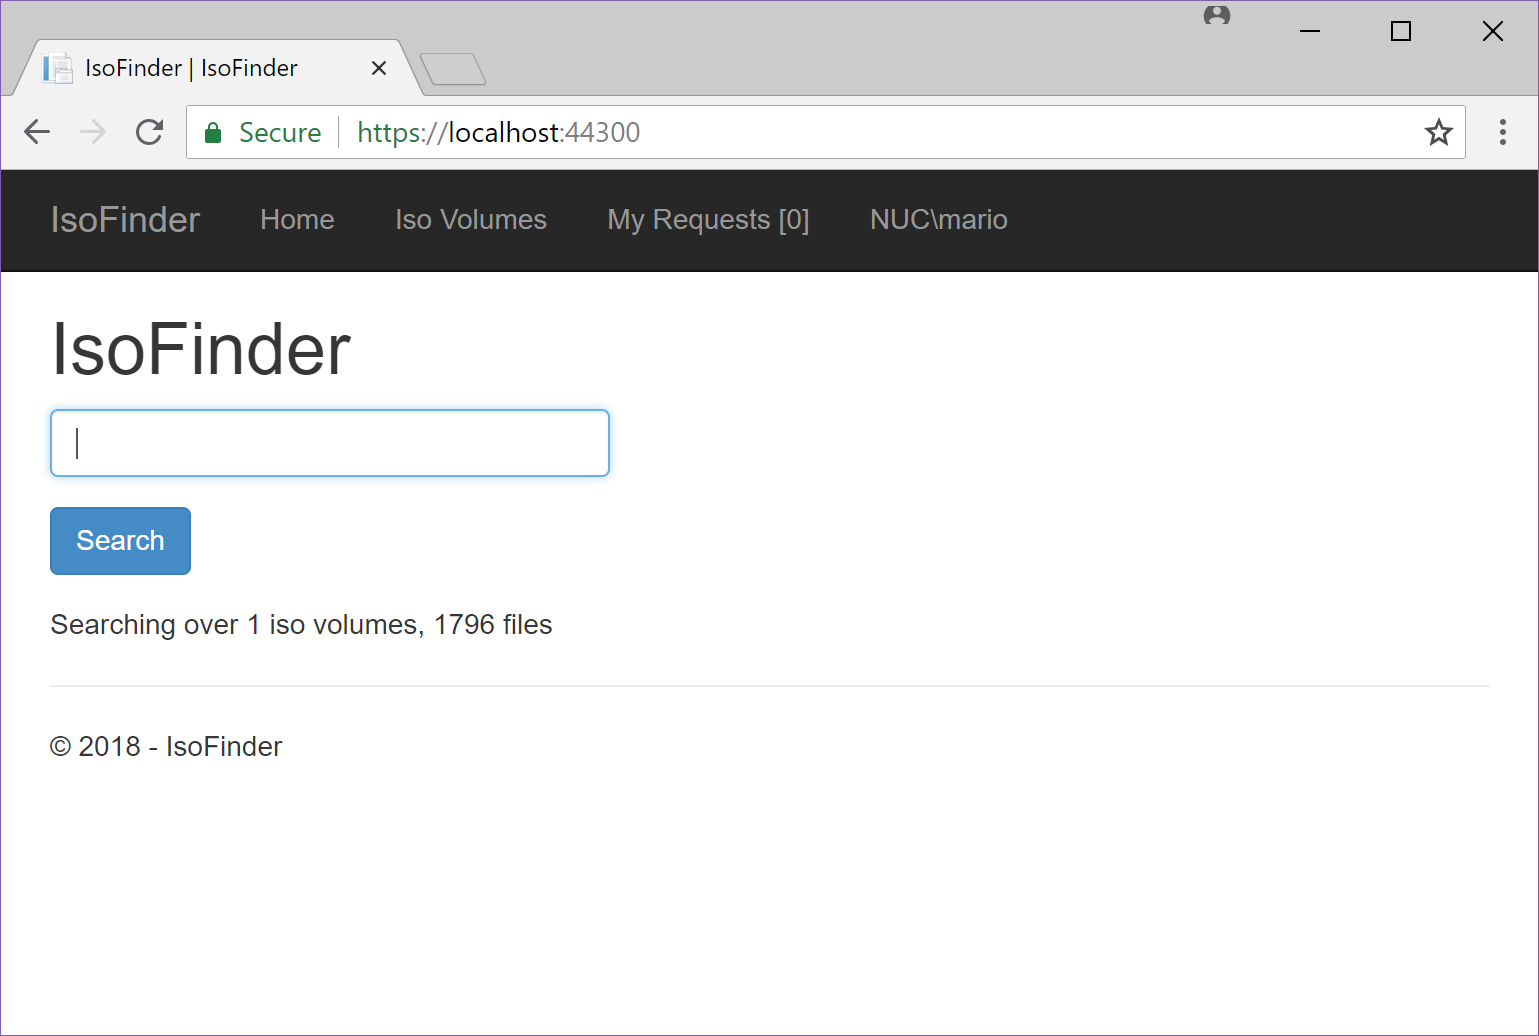 IsoFinder | IsoFinder
Secure https://localhost:44300
IsoFinder Home Iso Volumes My Requests [0] NUC\mario
IsoFinder
Search
Searching over 1 iso volumes, 1796 files
© 2018 - IsoFinder